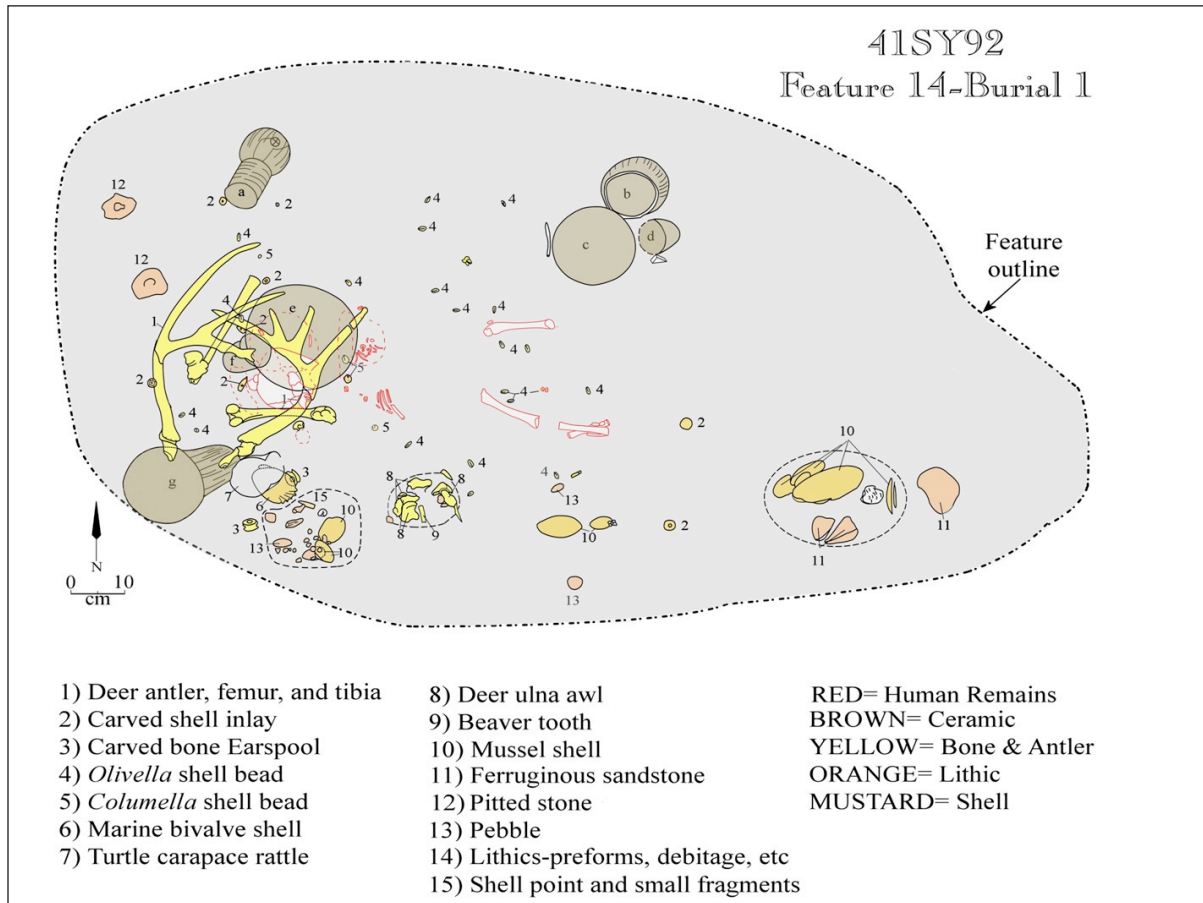 41SY92
Feature 14-Burial 1
12
a
2
2
4
4
b
c
d
Feature
outline
12
4
5
4
2
4
4
1
4
e
2
4
4
4
f
5
4
2
2
1
4
4
2
4
5
4
4
10
g
7
3
6
15
8
8
4
4
13
10
3
13
10
8
9
10
2
11
11
13
N
0 10
cm
1) Deer antler, femur, and tibia
2) Carved shell inlay
3) Carved bone Earspool
4) Olivella shell bead
5) Columella shell bead
6) Marine bivalve shell
7) Turtle carapace rattle
8) Deer ulna awl
9) Beaver tooth
10) Mussel shell
11) Ferruginous sandstone
12) Pitted stone
13) Pebble
14) Lithics-preforms, debitage, etc
15) Shell point and small fragments
RED= Human Remains
BROWN= Ceramic
YELLOW= Bone & Antler
ORANGE= Lithic
MUSTARD= Shell